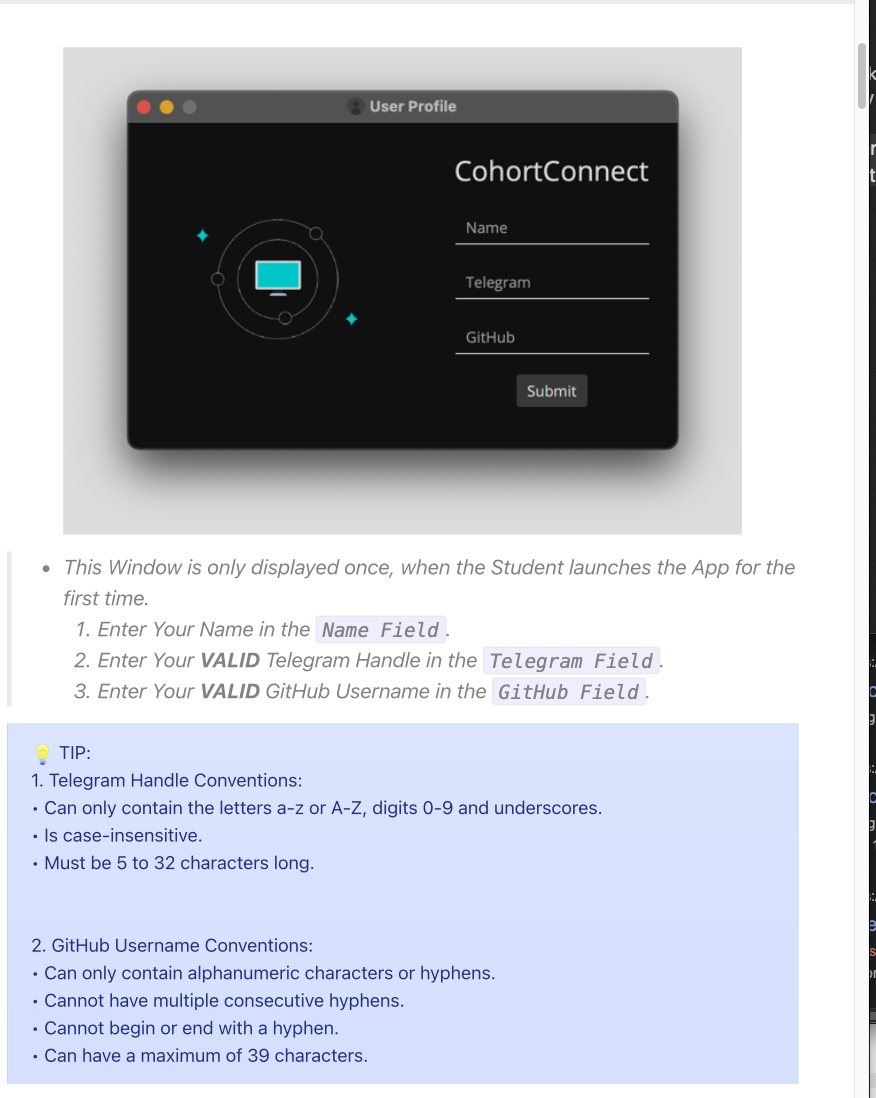 User Profile
CohortConnect
Name
Telegram
GitHub
Submit
• This Window is only displayed once, when the Student launches the App for the
first time.
1. Enter Your Name in the Name Field.
2. Enter Your VALID Telegram Handle in the Telegram Field.
3. Enter Your VALID GitHub Username in the GitHub Field.
💡 TIP:
1. Telegram Handle Conventions:
• Can only contain the letters a-z or A-Z, digits 0-9 and underscores.
• Is case-insensitive.
• Must be 5 to 32 characters long.
2. GitHub Username Conventions:
• Can only contain alphanumeric characters or hyphens.
• Cannot have multiple consecutive hyphens.
• Cannot begin or end with a hyphen.
• Can have a maximum of 39 characters.